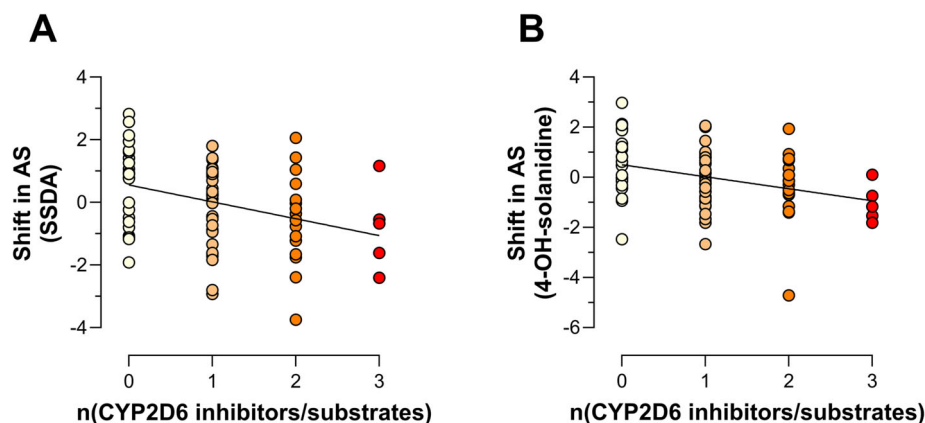 A
Shift in AS
(SSDA)
4
2
0
-2
-4
0 1 2 3
n(CYP2D6 inhibitors/substrates)
B
Shift in AS
(4-OH-solanidine)
4
2
0
-2
-4
-6
0 1 2 3
n(CYP2D6 inhibitors/substrates)